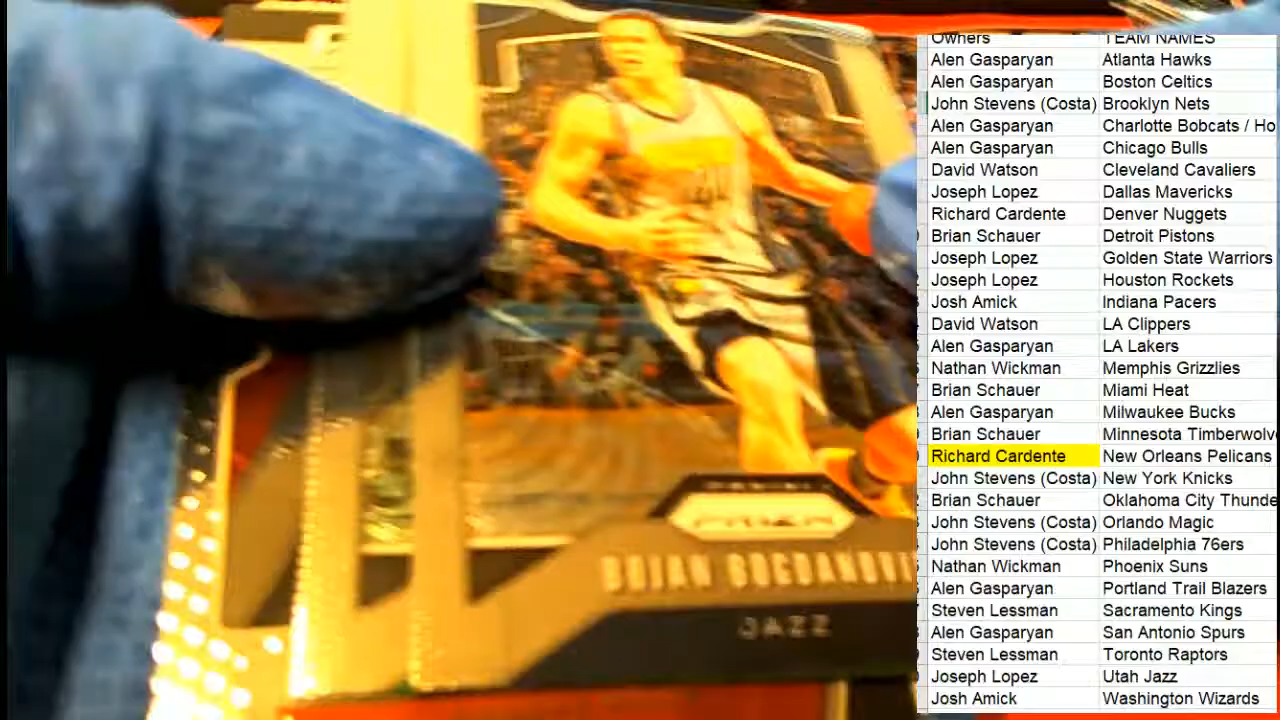 PANINI
PRIZM
BOJAN BOGDANOVI
JAZZ
Owners TEAM NAMES
Alen Gasparyan Atlanta Hawks
Alen Gasparyan Boston Celtics
John Stevens (Costa) Brooklyn Nets
Alen Gasparyan Charlotte Bobcats / Ho
Alen Gasparyan Chicago Bulls
David Watson Cleveland Cavaliers
Joseph Lopez Dallas Mavericks
Richard Cardente Denver Nuggets
Brian Schauer Detroit Pistons
Joseph Lopez Golden State Warriors
Joseph Lopez Houston Rockets
Josh Amick Indiana Pacers
David Watson LA Clippers
Alen Gasparyan LA Lakers
Nathan Wickman Memphis Grizzlies
Brian Schauer Miami Heat
Alen Gasparyan Milwaukee Bucks
Brian Schauer Minnesota Timberwolv
Richard Cardente New Orleans Pelicans
John Stevens (Costa) New York Knicks
Brian Schauer Oklahoma City Thunde
John Stevens (Costa) Orlando Magic
John Stevens (Costa) Philadelphia 76ers
Nathan Wickman Phoenix Suns
Alen Gasparyan Portland Trail Blazers
Steven Lessman Sacramento Kings
Alen Gasparyan San Antonio Spurs
Steven Lessman Toronto Raptors
Joseph Lopez Utah Jazz
Josh Amick Washington Wizards